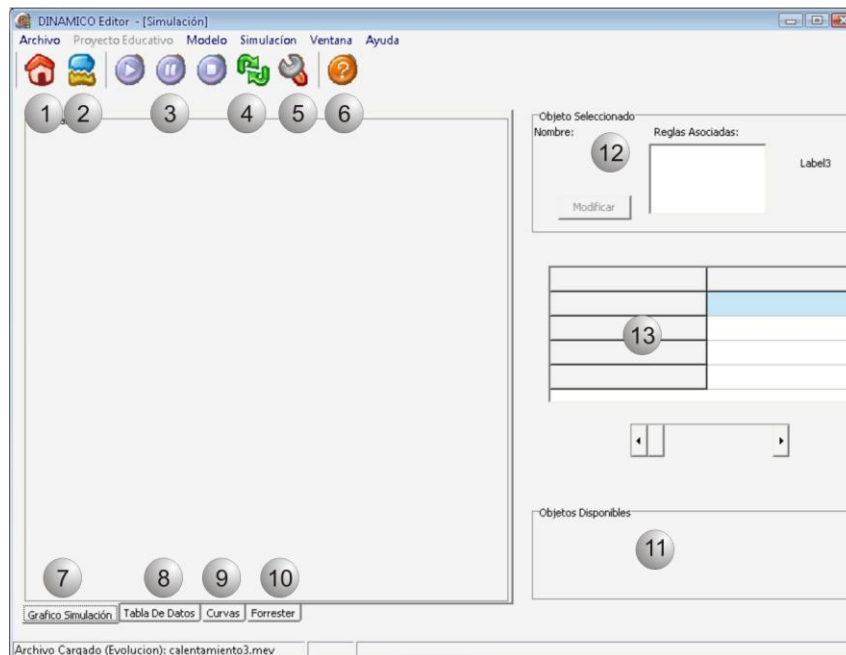 DINAMICO Editor - [Simulación]
Archivo Proyecto Educativo Modelo Simulacíon Ventana Ayuda
1 2 3 4 5 6
Objeto Seleccionado
Nombre: Reglas Asociadas:
12
Label3
Modificar
13
Objetos Disponibles
11
7 8 9 10
Grafico Simulación Tabla De Datos Curvas Forrester
Archivo Cargado (Evolucion): calentamiento3.mev